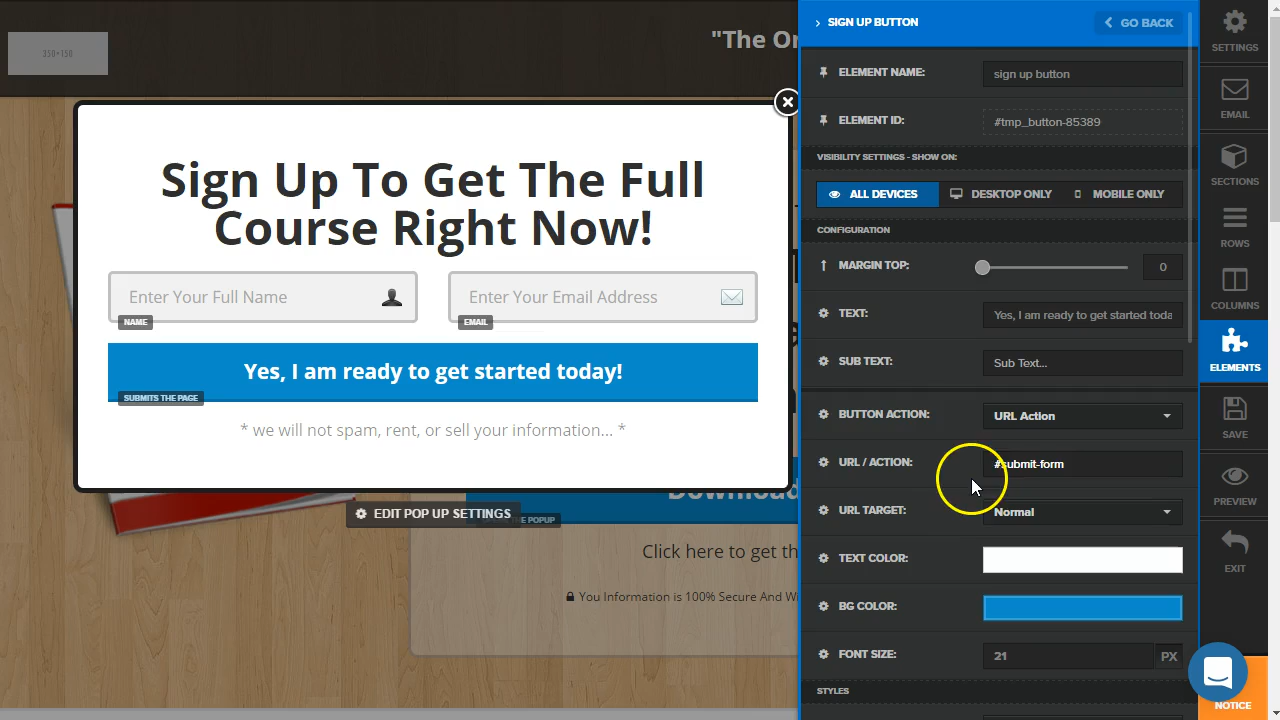 350×150
"The On
Sign Up To Get The Full
Course Right Now!
Enter Your Full Name
NAME
Enter Your Email Address
EMAIL
Yes, I am ready to get started today!
SUBMITS THE PAGE
* we will not spam, rent, or sell your information... *
Download
EDIT POP UP SETTINGS
THE POPUP
Click here to get th
You Information is 100% Secure And Wi
SIGN UP BUTTON
GO BACK
ELEMENT NAME:
sign up button
ELEMENT ID:
#tmp_button-85389
VISIBILITY SETTINGS - SHOW ON:
ALL DEVICES
DESKTOP ONLY
MOBILE ONLY
CONFIGURATION
MARGIN TOP:
0
TEXT:
Yes, I am ready to get started toda
SUB TEXT:
Sub Text...
BUTTON ACTION:
URL Action
URL / ACTION:
#submit-form
URL TARGET:
Normal
TEXT COLOR:
BG COLOR:
FONT SIZE:
21
PX
STYLES
SETTINGS
EMAIL
SECTIONS
ROWS
COLUMNS
ELEMENTS
SAVE
PREVIEW
EXIT
NOTICE